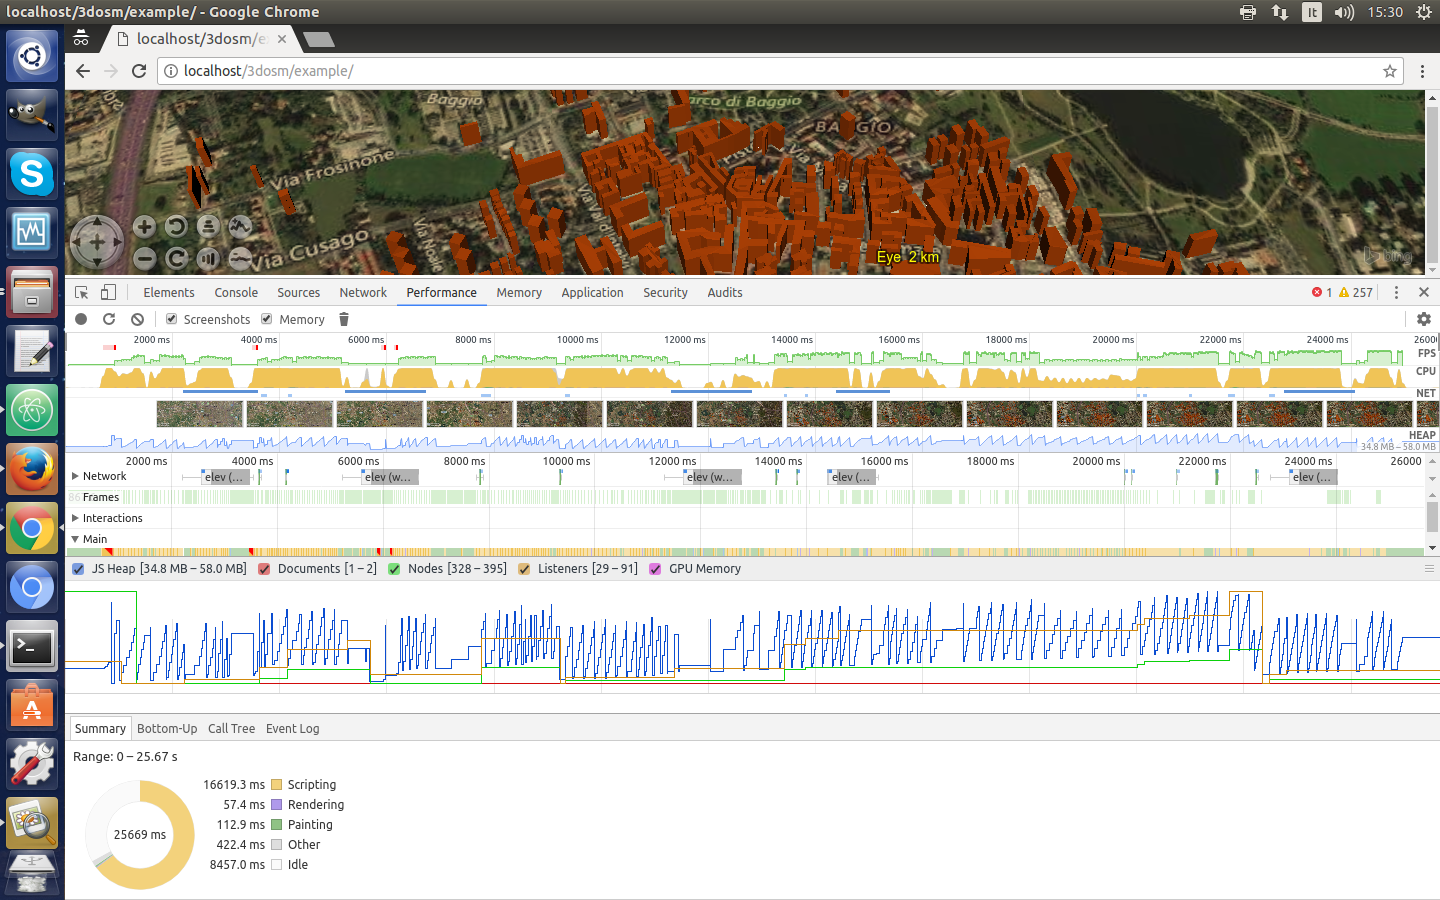 localhost/3dosm/example/ - Google Chrome
It
15:30
localhost/3dosm/e
localhost/3dosm/example/
Baggio
arco di Baggio
BAGGIO
Via Frosinone
Via Cusago
Via Noale
Eye 2 km
Elements Console Sources Network Performance Memory Application Security Audits
1 257
Screenshots Memory
2000 ms 4000 ms 6000 ms 8000 ms 10000 ms 12000 ms 14000 ms 16000 ms 18000 ms 20000 ms 22000 ms 24000 ms 2600
FPS
CPU
NET
HEAP
34.8 MB – 58.0 MB
2000 ms 4000 ms 6000 ms 8000 ms 10000 ms 12000 ms 14000 ms 16000 ms 18000 ms 20000 ms 22000 ms 24000 ms 26000
Network elev (... elev (w... elev (w... elev (... elev (...
Frames
Interactions
Main
JS Heap [34.8 MB – 58.0 MB] Documents [1 – 2] Nodes [328 – 395] Listeners [29 – 91] GPU Memory
Summary Bottom-Up Call Tree Event Log
Range: 0 – 25.67 s
25669 ms
16619.3 ms Scripting
57.4 ms Rendering
112.9 ms Painting
422.4 ms Other
8457.0 ms Idle